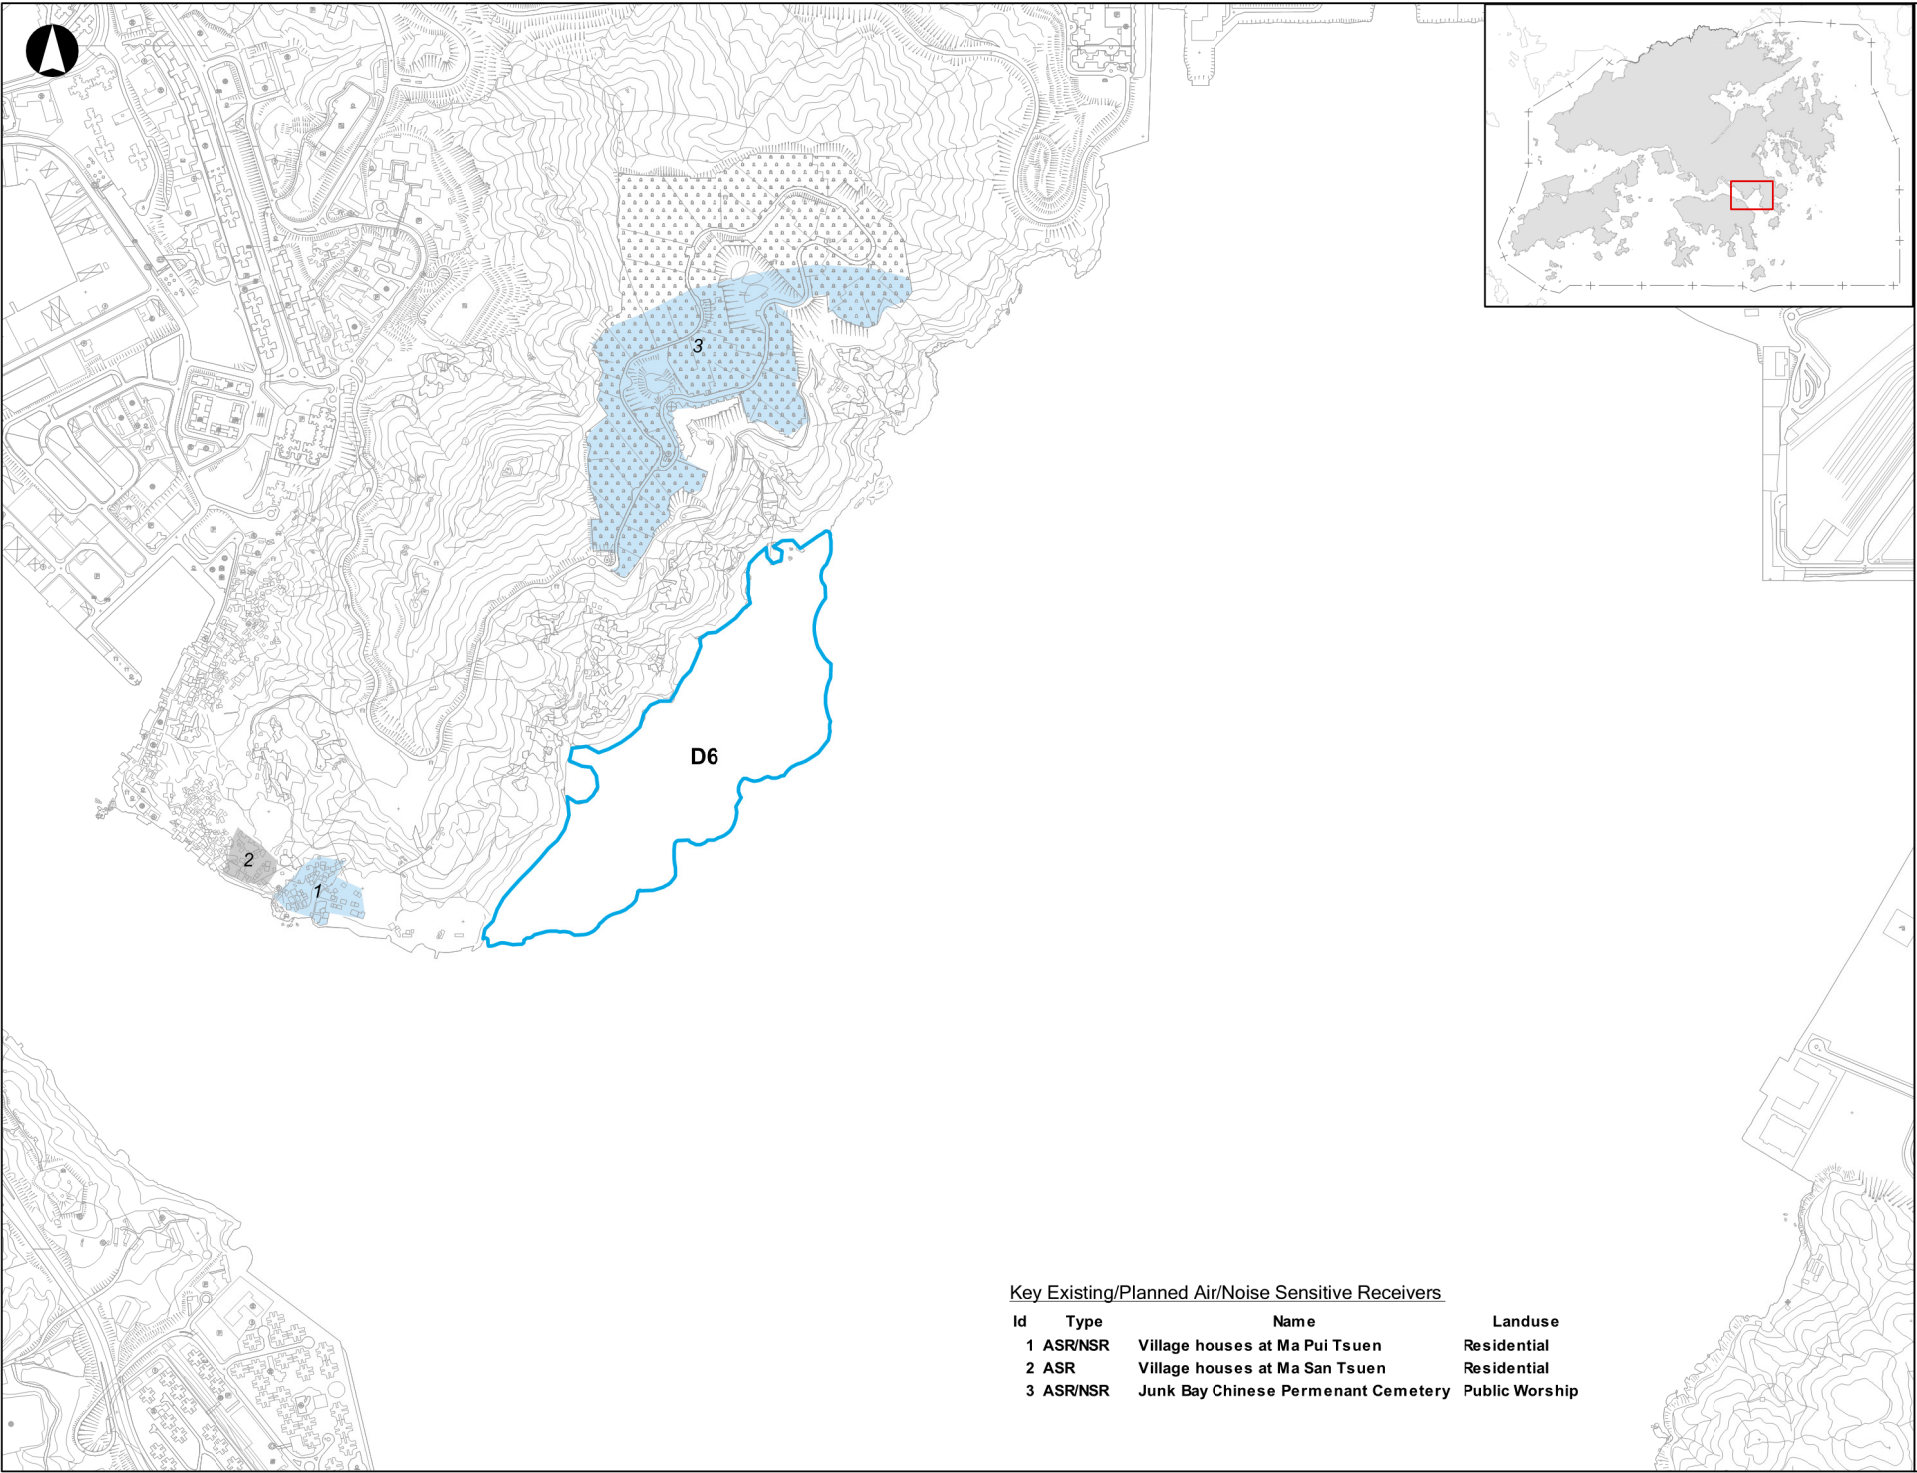 3
D6
2
1
Key Existing/Planned Air/Noise Sensitive Receivers
Id Type Name Landuse
1 ASR/NSR Village houses at Ma Pui Tsuen Residential
2 ASR Village houses at Ma San Tsuen Residential
3 ASR/NSR Junk Bay Chinese Permenant Cemetery Public Worship